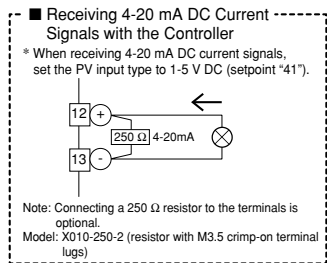 ■ Receiving 4-20 mA DC Current
Signals with the Controller
* When receiving 4-20 mA DC current signals,
set the PV input type to 1-5 V DC (setpoint “41”).
12 +
250 Ω 4-20mA
13 -
Note: Connecting a 250 Ω resistor to the terminals is
optional.
Model: X010-250-2 (resistor with M3.5 crimp-on terminal
lugs)